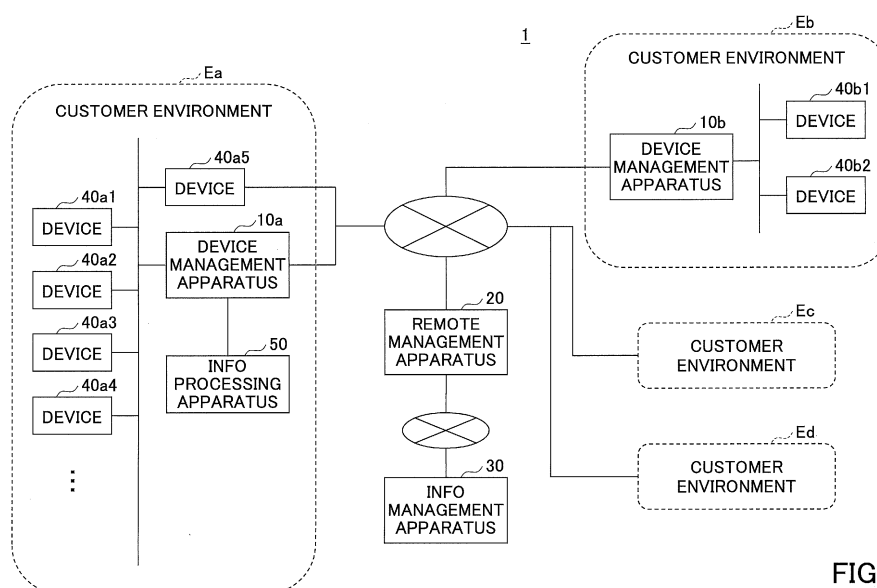 1
Ea
CUSTOMER ENVIRONMENT
40a5
DEVICE
40a1
DEVICE
10a
DEVICE
MANAGEMENT
APPARATUS
40a2
DEVICE
40a3
DEVICE
50
INFO
PROCESSING
APPARATUS
40a4
DEVICE
20
REMOTE
MANAGEMENT
APPARATUS
30
INFO
MANAGEMENT
APPARATUS
Eb
CUSTOMER ENVIRONMENT
10b
DEVICE
MANAGEMENT
APPARATUS
40b1
DEVICE
40b2
DEVICE
Ec
CUSTOMER
ENVIRONMENT
Ed
CUSTOMER
ENVIRONMENT
FIG